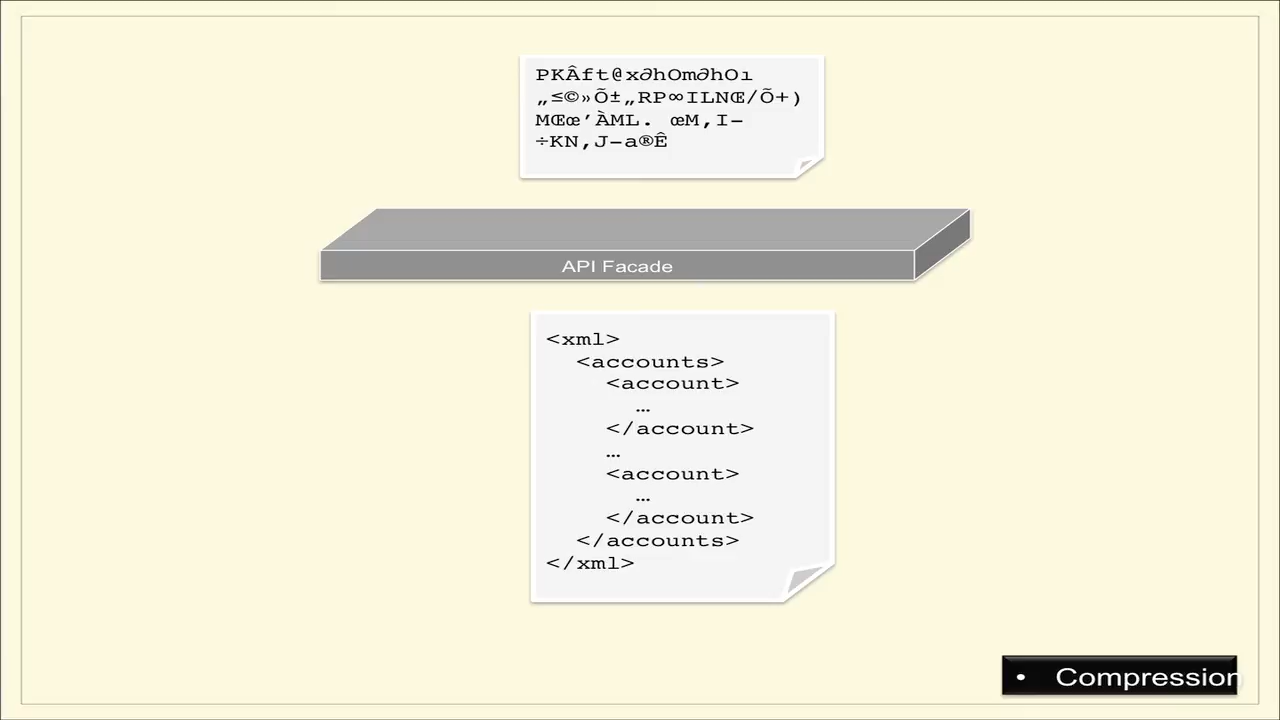 PKÂft@x∂hOm∂hOı
„≤©»Õ±„RP∞ILNŒ/Õ+)
MŒœ’ÀML. œM‚I–
÷KN‚J–a®Ê
API Facade
<xml>
<accounts>
<account>
…
</account>
…
<account>
…
</account>
</accounts>
</xml>
• Compression